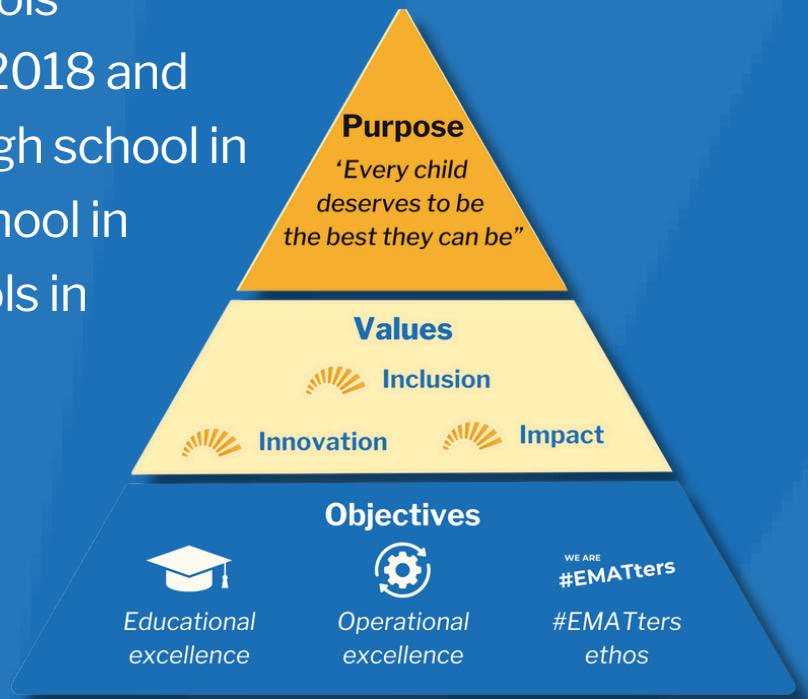 ols
2018 and
gh school in
hool in
ols in
Purpose
‘Every child
deserves to be
the best they can be”
Values
Inclusion
Innovation
Impact
Objectives
WE ARE
#EMATters
Educational
excellence
Operational
excellence
#EMATters
ethos